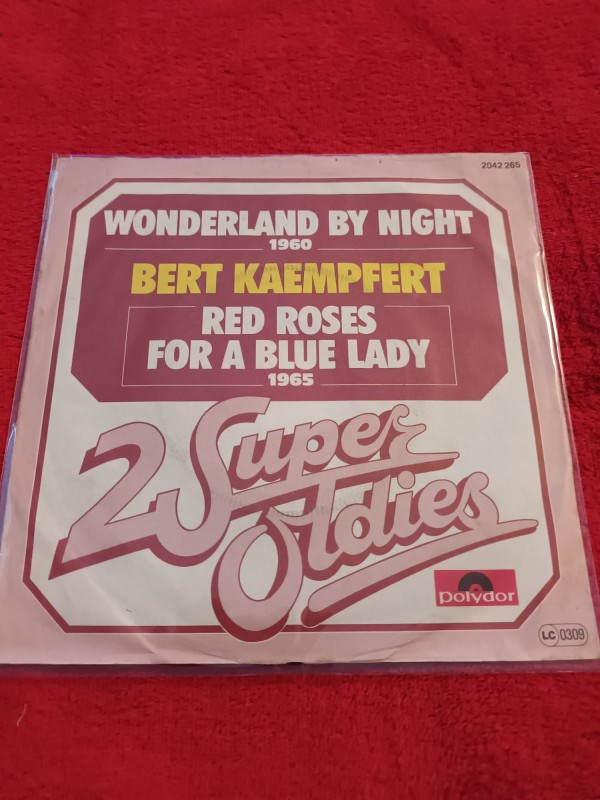 2042 265
WONDERLAND BY NIGHT
1960
BERT KAEMPFERT
RED ROSES
FOR A BLUE LADY
1965
2 Super
Oldies
polydor
LC 0309